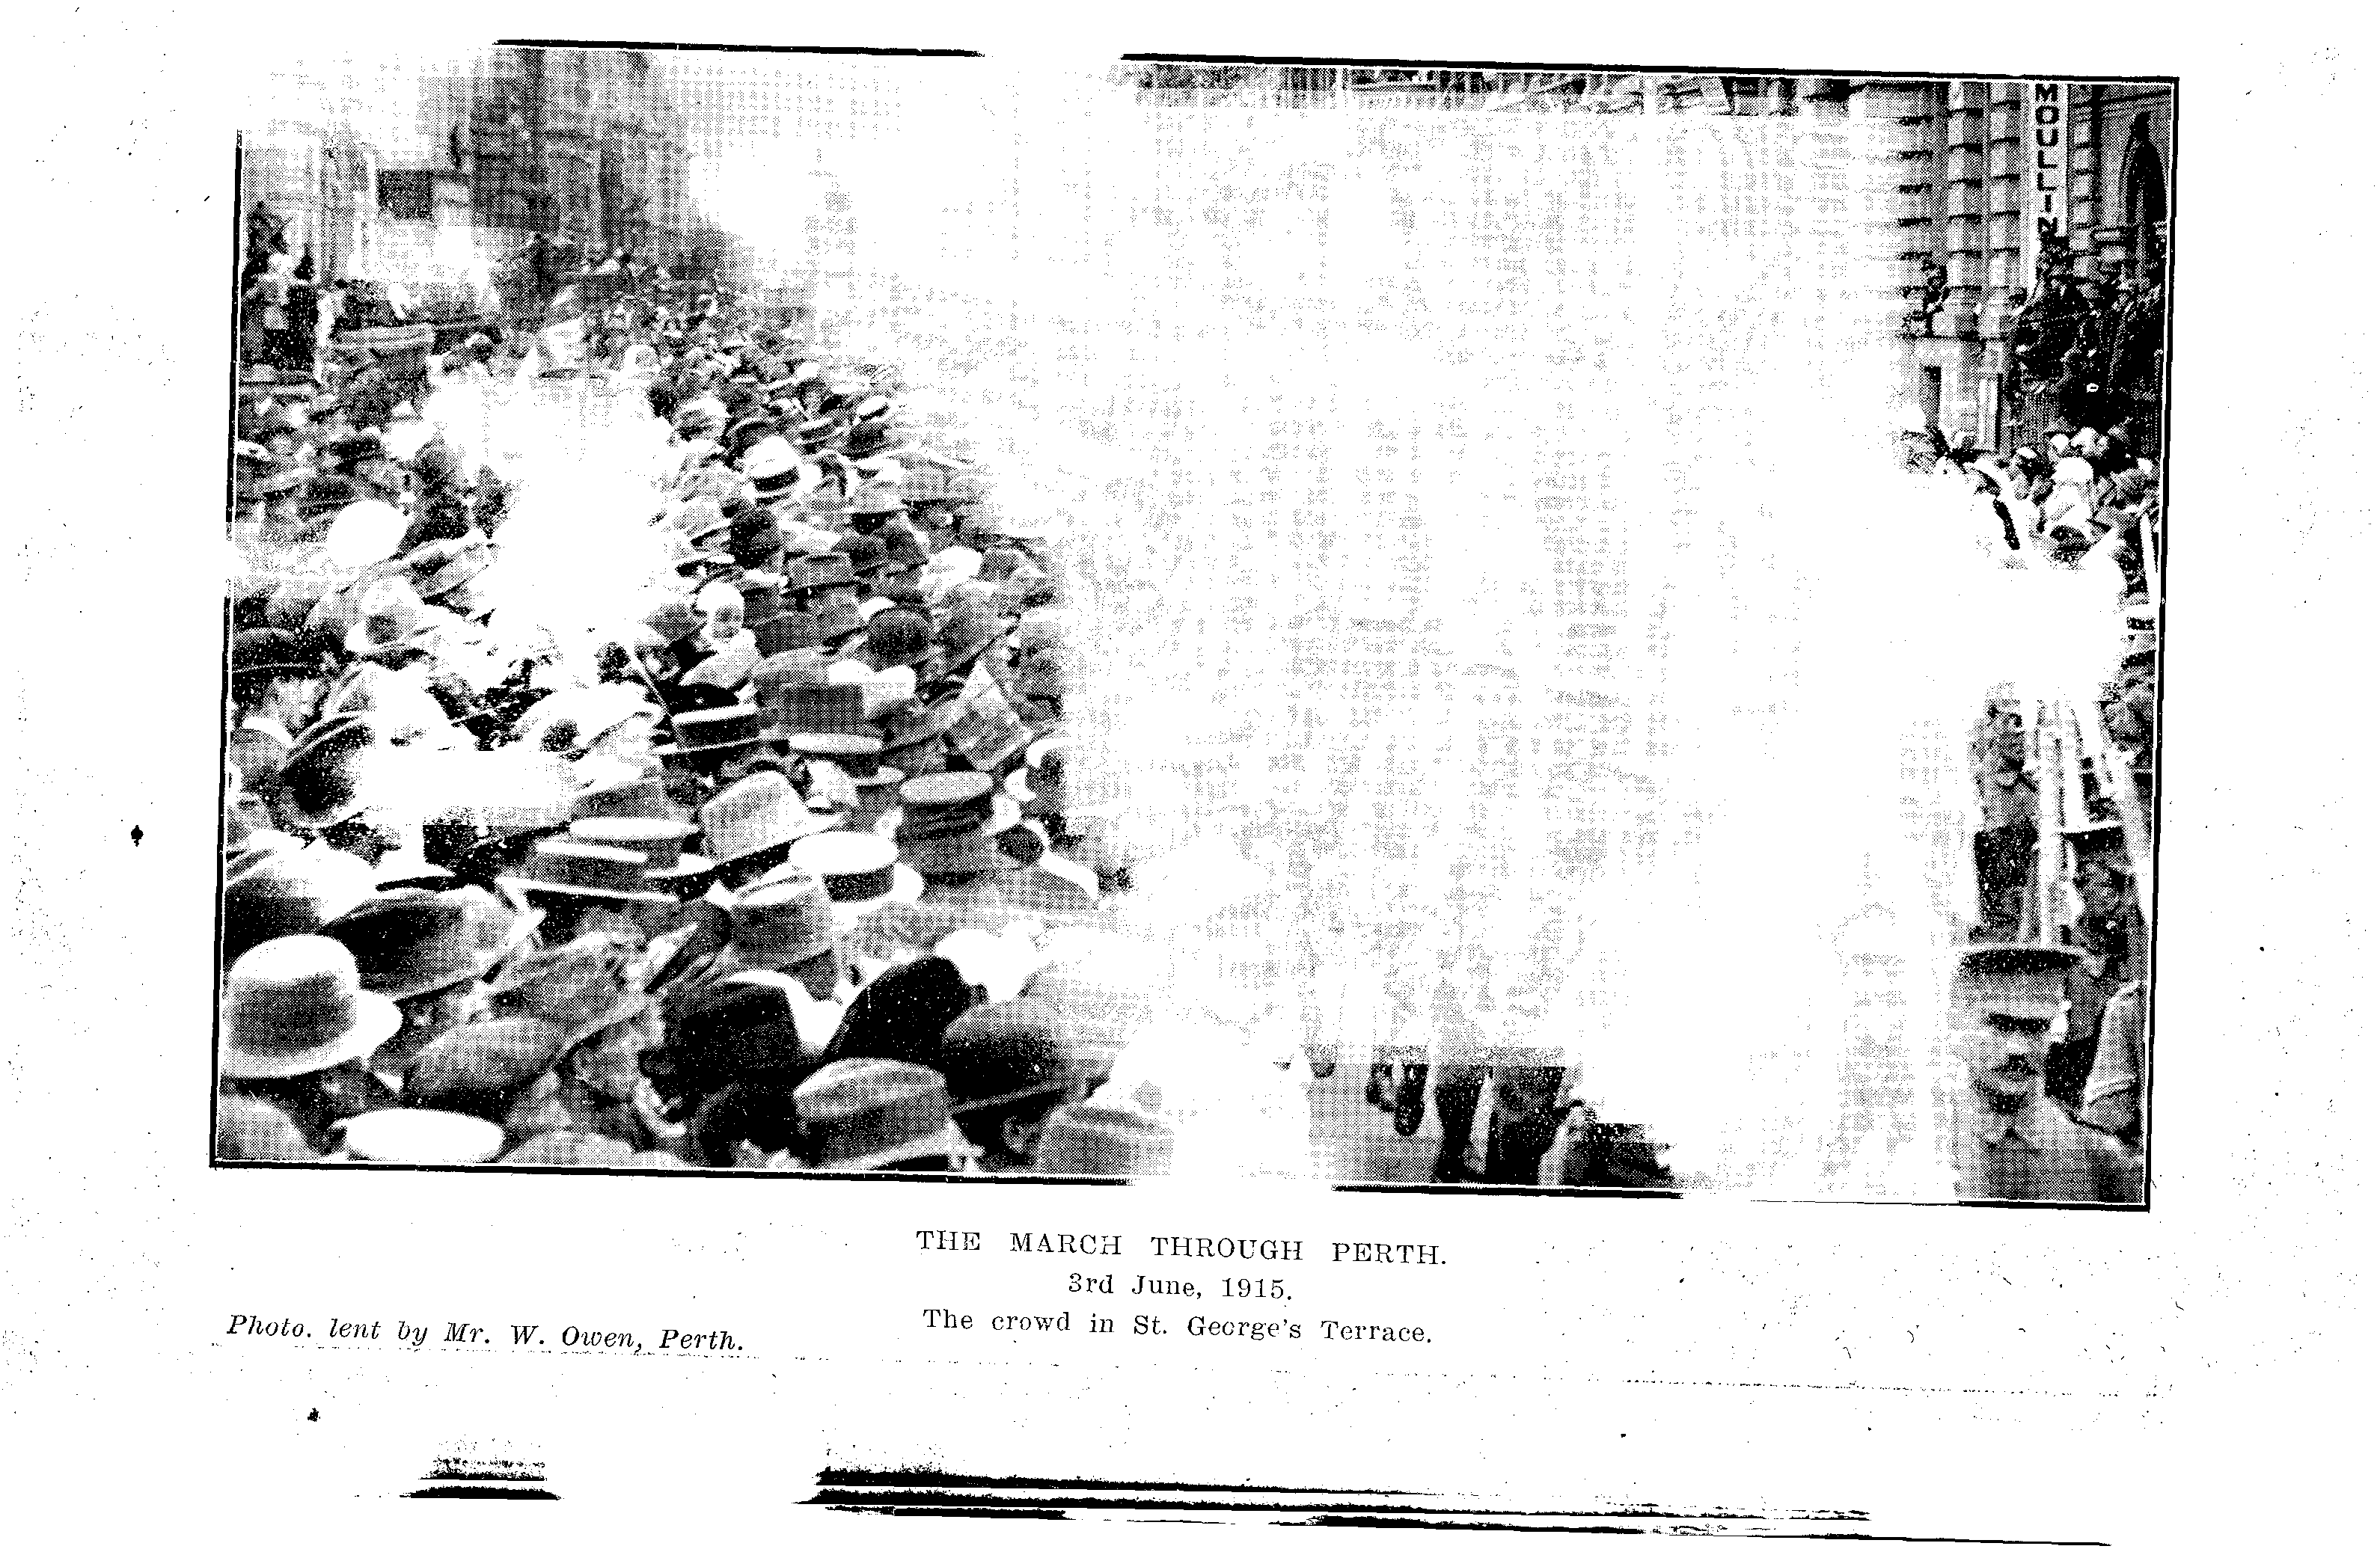 MOULLIN
THE MARCH THROUGH PERTH.
3rd June, 1915.
The crowd in St. George's Terrace.
Photo. lent by Mr. W. Owen, Perth.